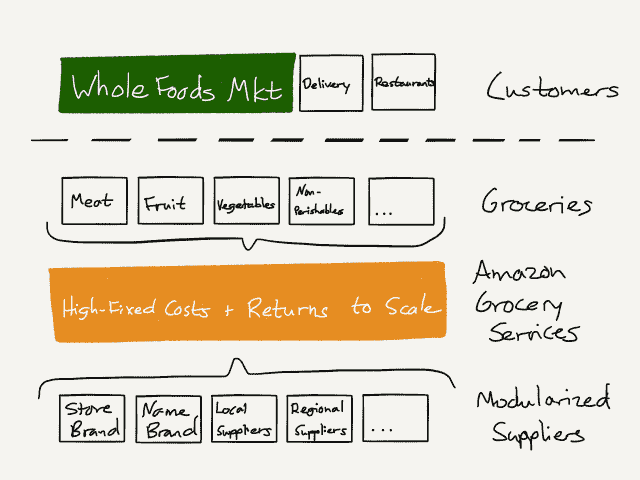 Whole Foods Mkt
Delivery
Restaurants
Customers
Meat
Fruit
Vegetables
Non-
Perishables
...
Groceries
High-Fixed Costs + Returns to Scale
Amazon
Grocery
Services
Store
Brand
Name
Brand
Local
Suppliers
Regional
Suppliers
...
Modularized
Suppliers